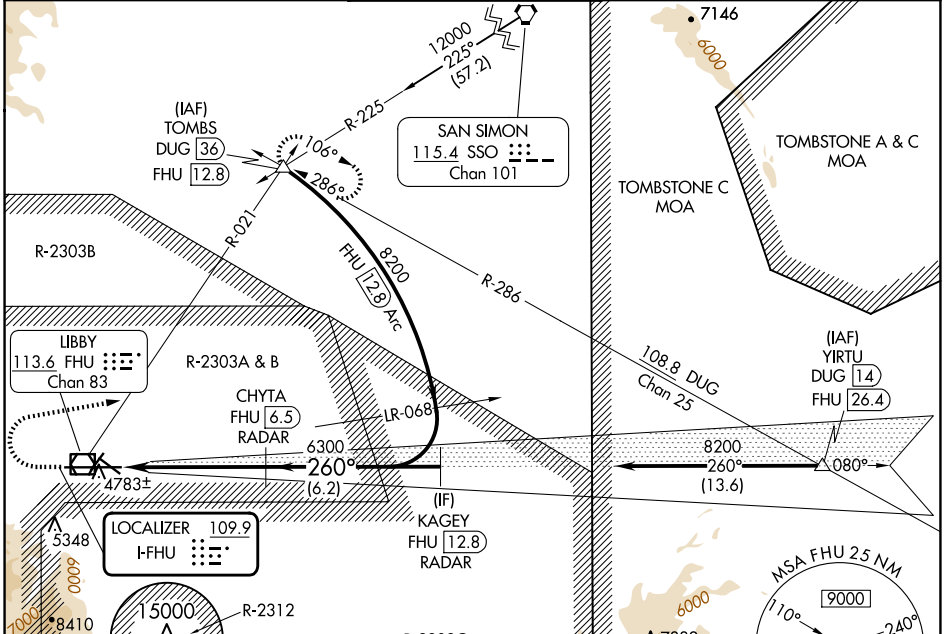 7146
6000
12000
225°
(57.2)
R-225
(IAF)
TOMBS
DUG 36
FHU 12.8
106°
286°
SAN SIMON
115.4 SSO
Chan 101
TOMBSTONE A & C
MOA
TOMBSTONE C
MOA
R-021
R-2303B
8200
FHU 12.8 Arc
R-286
LIBBY
113.6 FHU
Chan 83
R-2303A & B
108.8 DUG
Chan 25
(IAF)
YIRTU
DUG 14
FHU 26.4
CHYTA
FHU 6.5
RADAR
LR-068
6300
260°
(6.2)
8200
260°
(13.6)
080°
4783±
(IF)
KAGEY
FHU 12.8
RADAR
LOCALIZER 109.9
I-FHU
5348
6000
7000
8410
15000
R-2312
6000
MSA FHU 25 NM
9000
110°
240°